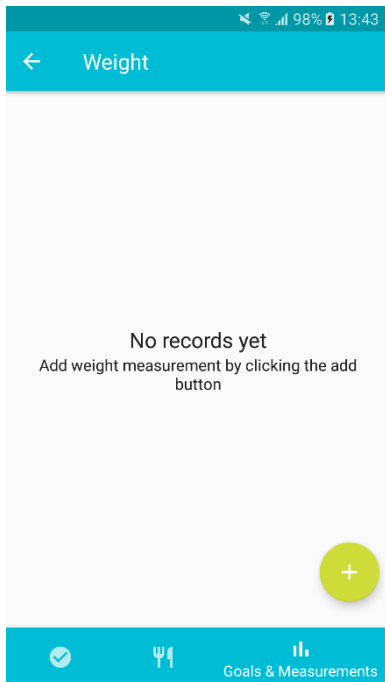 98% 13:43
Weight
No records yet
Add weight measurement by clicking the add
button
+
Goals & Measurements